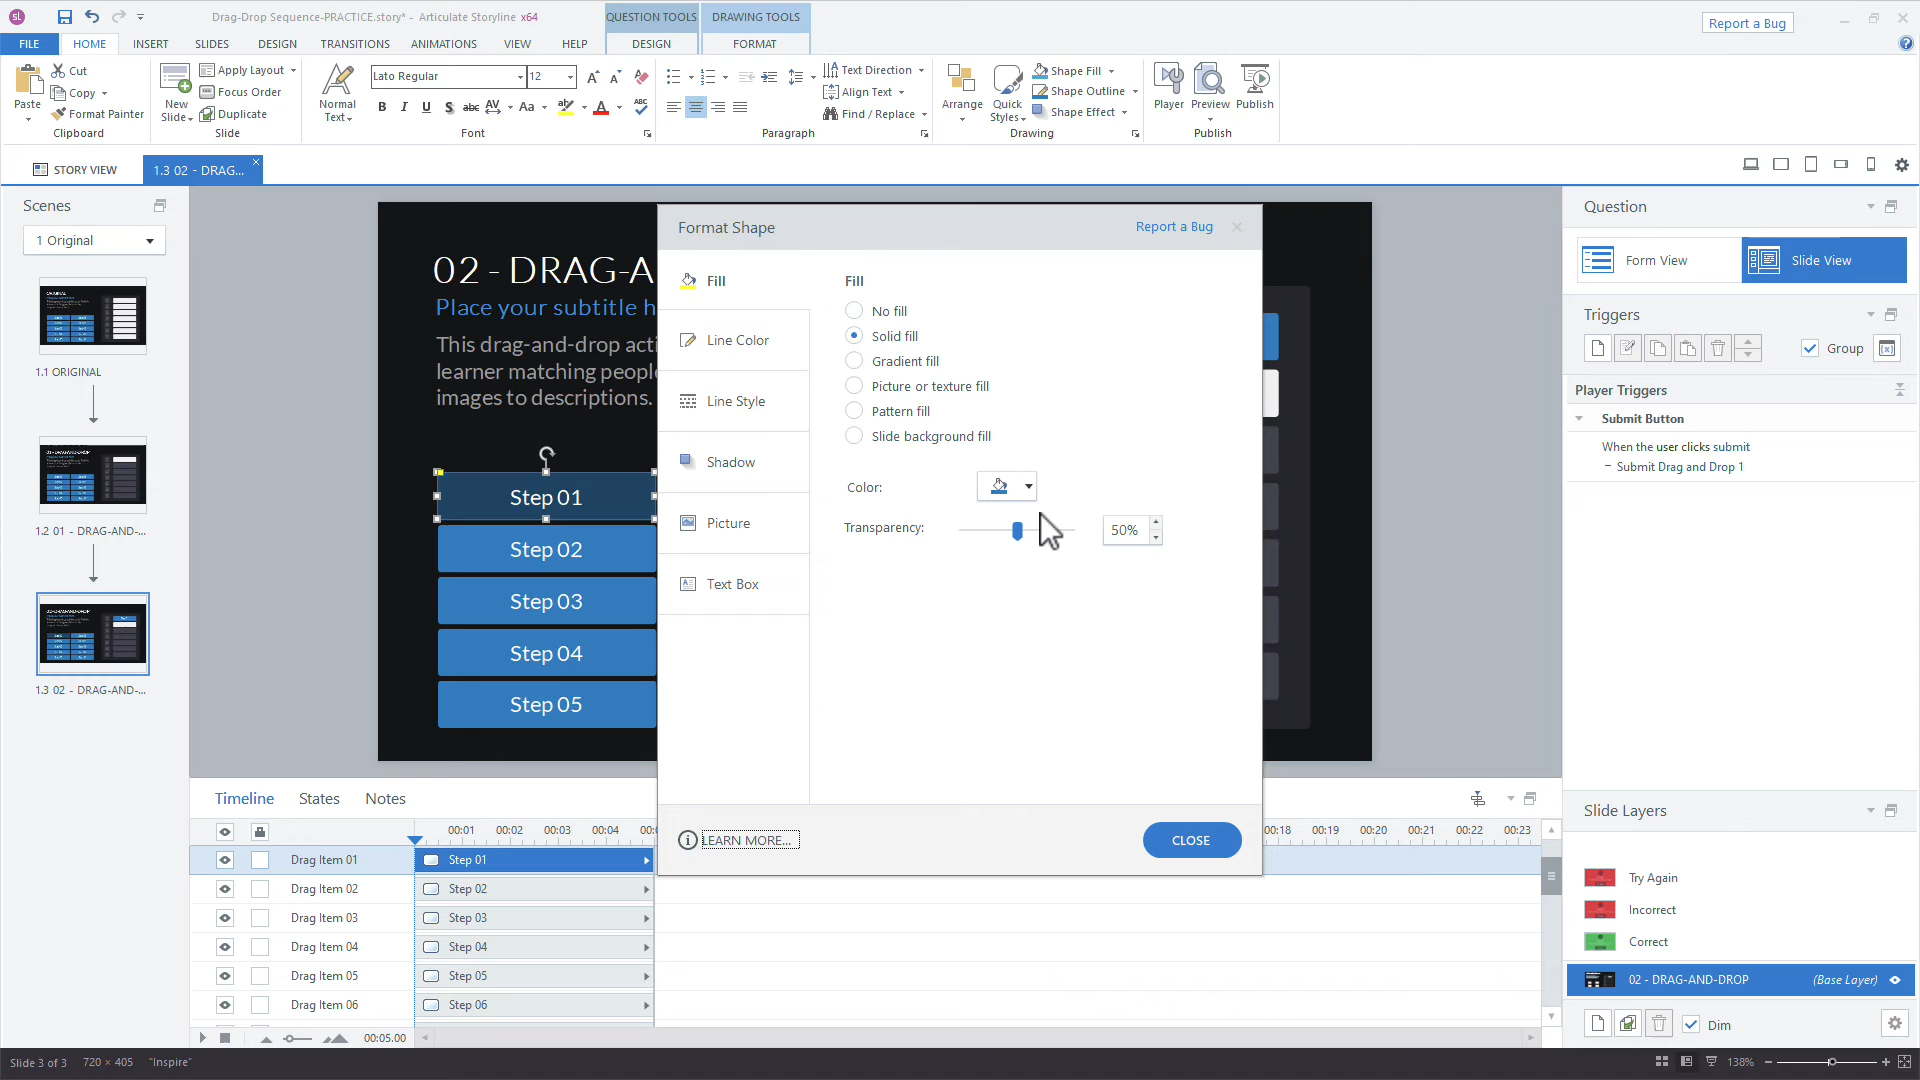 Drag-Drop Sequence-PRACTICE.story* - Articulate Storyline x64
QUESTION TOOLS
DRAWING TOOLS
Report a Bug
FILE
HOME
INSERT
SLIDES
DESIGN
TRANSITIONS
ANIMATIONS
VIEW
HELP
DESIGN
FORMAT
Paste
Cut
Copy
Format Painter
Clipboard
New Slide
Apply Layout
Focus Order
Duplicate
Slide
Normal Text
Lato Regular
12
Font
Text Direction
Align Text
Find / Replace
Paragraph
Arrange
Quick Styles
Shape Fill
Shape Outline
Shape Effect
Drawing
Player
Preview
Publish
Publish
STORY VIEW
1.3 02 - DRAG...
Scenes
1 Original
1.1 ORIGINAL
1.2 01 - DRAG-AND-...
1.3 02 - DRAG-AND-...
02 - DRAG-A
Place your subtitle h
This drag-and-drop acti
learner matching people
images to descriptions.
Step 01
Step 02
Step 03
Step 04
Step 05
Format Shape
Report a Bug
Fill
Line Color
Line Style
Shadow
Picture
Text Box
Fill
No fill
Solid fill
Gradient fill
Picture or texture fill
Pattern fill
Slide background fill
Color:
Transparency:
50%
LEARN MORE...
CLOSE
Question
Form View
Slide View
Triggers
Group
Player Triggers
Submit Button
When the user clicks submit
Submit Drag and Drop 1
Timeline
States
Notes
00:01 00:02 00:03 00:04
00:18 00:19 00:20 00:21 00:22 00:23
Drag Item 01
Step 01
Drag Item 02
Step 02
Drag Item 03
Step 03
Drag Item 04
Step 04
Drag Item 05
Step 05
Drag Item 06
Step 06
00:05.00
Slide Layers
Try Again
Incorrect
Correct
02 - DRAG-AND-DROP
(Base Layer)
Dim
Slide 3 of 3
720 × 405
"Inspire"
138%